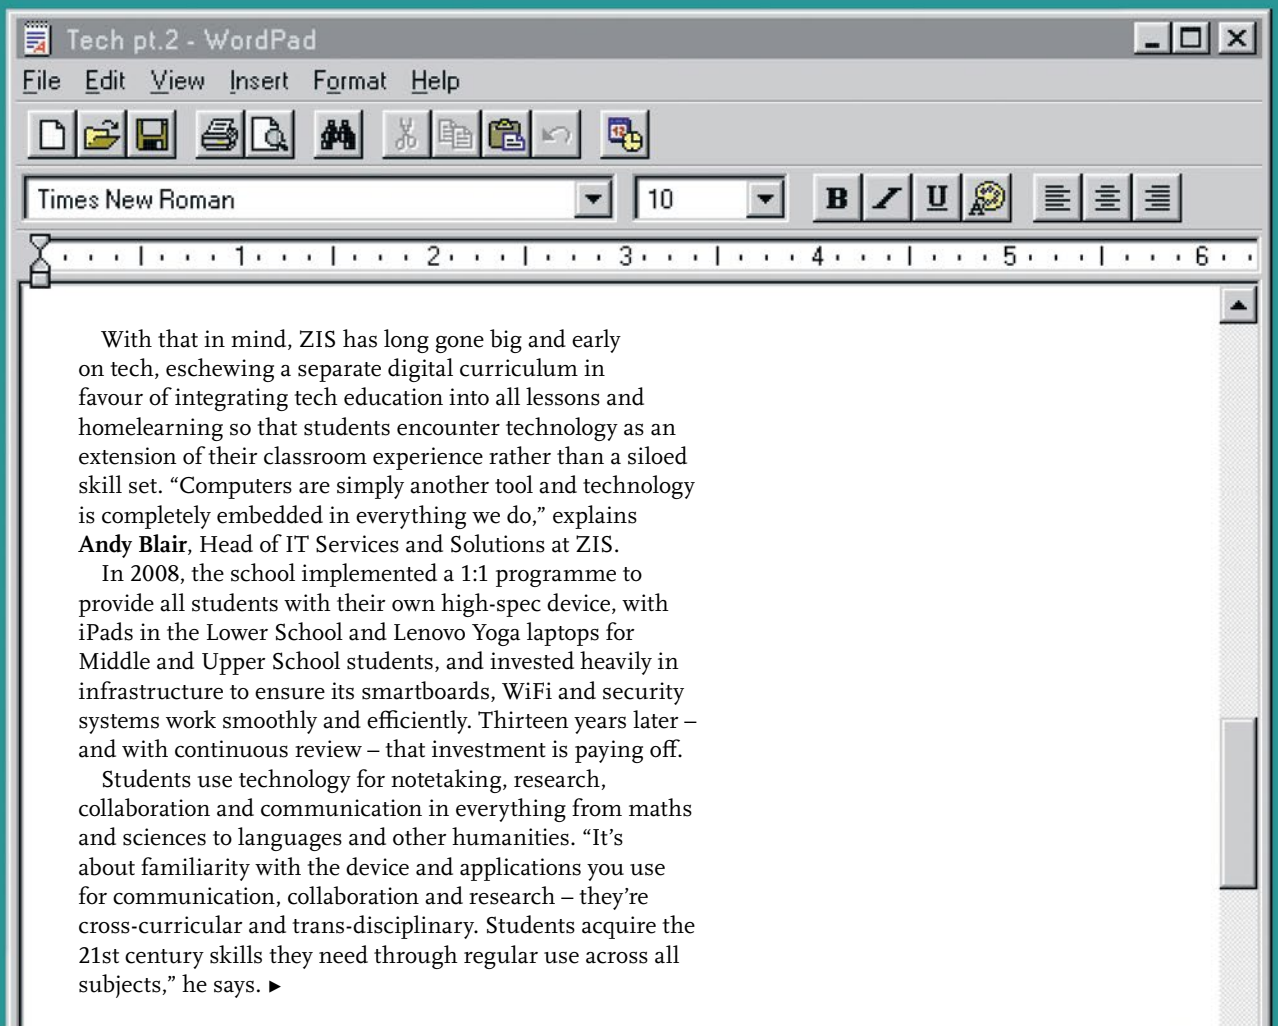 Tech pt.2 - WordPad
File Edit View Insert Format Help
12
Times New Roman 10 B I U A
1 2 3 4 5 6
With that in mind, ZIS has long gone big and early
on tech, eschewing a separate digital curriculum in
favour of integrating tech education into all lessons and
homelearning so that students encounter technology as an
extension of their classroom experience rather than a siloed
skill set. “Computers are simply another tool and technology
is completely embedded in everything we do,” explains
Andy Blair, Head of IT Services and Solutions at ZIS.
In 2008, the school implemented a 1:1 programme to
provide all students with their own high-spec device, with
iPads in the Lower School and Lenovo Yoga laptops for
Middle and Upper School students, and invested heavily in
infrastructure to ensure its smartboards, WiFi and security
systems work smoothly and efficiently. Thirteen years later –
and with continuous review – that investment is paying off.
Students use technology for notetaking, research,
collaboration and communication in everything from maths
and sciences to languages and other humanities. “It’s
about familiarity with the device and applications you use
for communication, collaboration and research – they’re
cross-curricular and trans-disciplinary. Students acquire the
21st century skills they need through regular use across all
subjects,” he says. ►